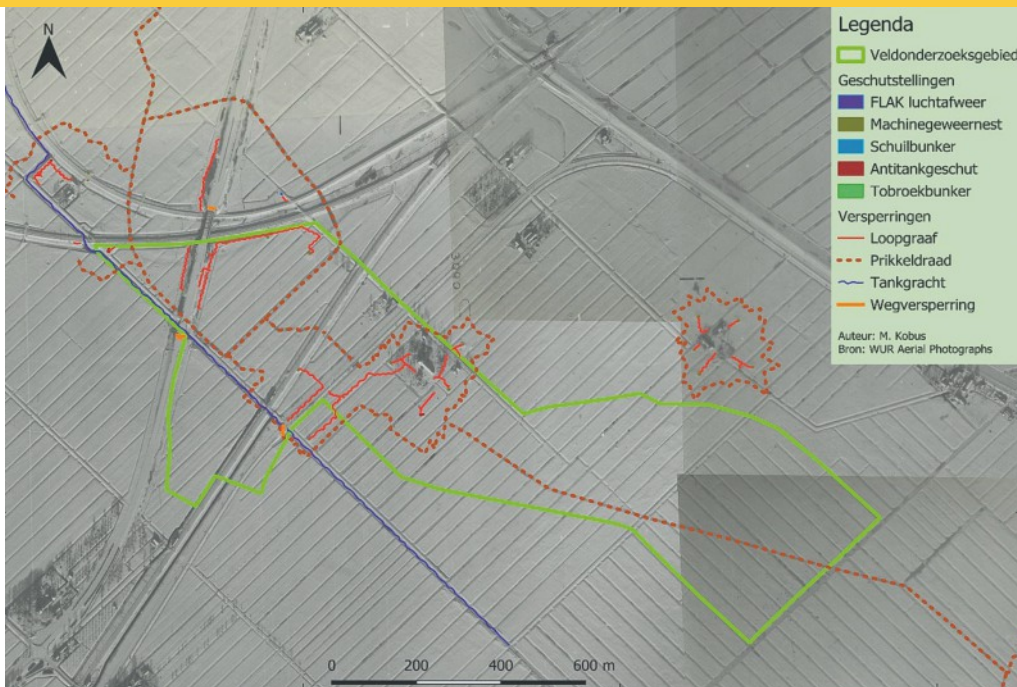 N
Legenda
Veldonderzoeksgebied
Geschutstellingen
FLAK luchtafweer
Machinegeweernest
Schuilbunker
Antitankgeschut
Tobroekbunker
Versperringen
Loopgraaf
Prikkeldraad
Tankgracht
Wegversperring
Auteur: M. Kobus
Bron: WUR Aerial Photographs
0 200 400 600 m